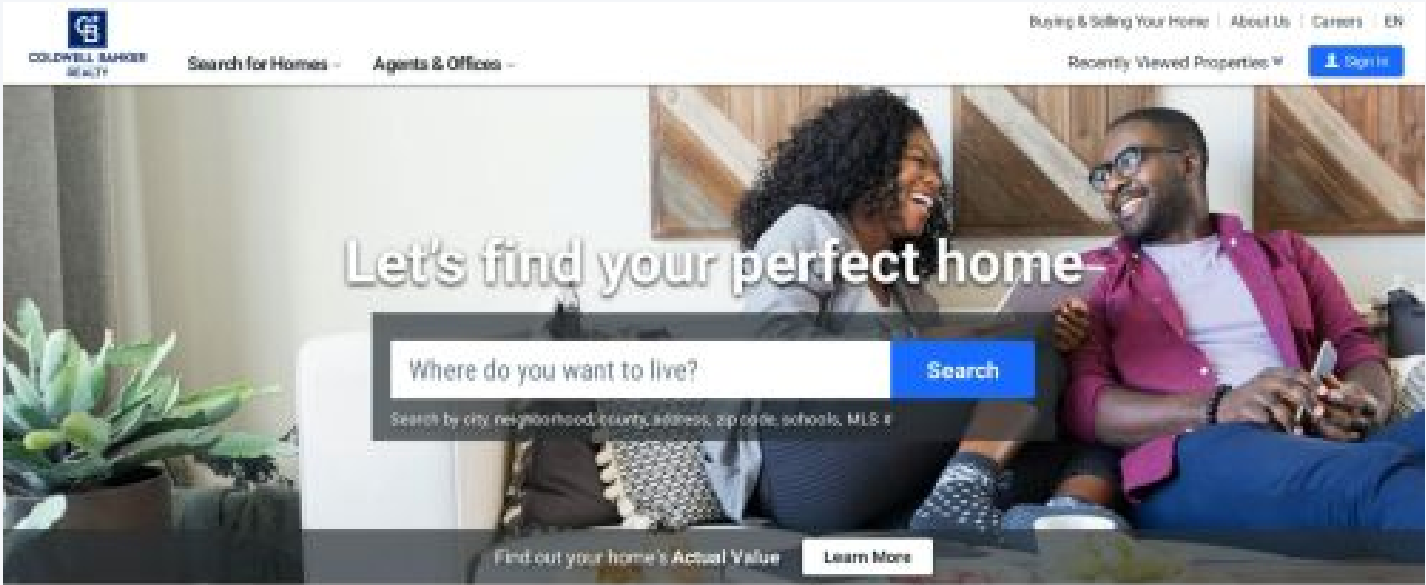 Buying & Selling Your Home | About Us | Careers | EN
COLDWELL BANKER
REALTY
Search for Homes
Agents & Offices
Recently Viewed Properties
Sign In
Let's find your perfect home
Where do you want to live?
Search
Search by city, neighborhood, county, address, zip code, schools, MLS #
Find out your home's Actual Value
Learn More